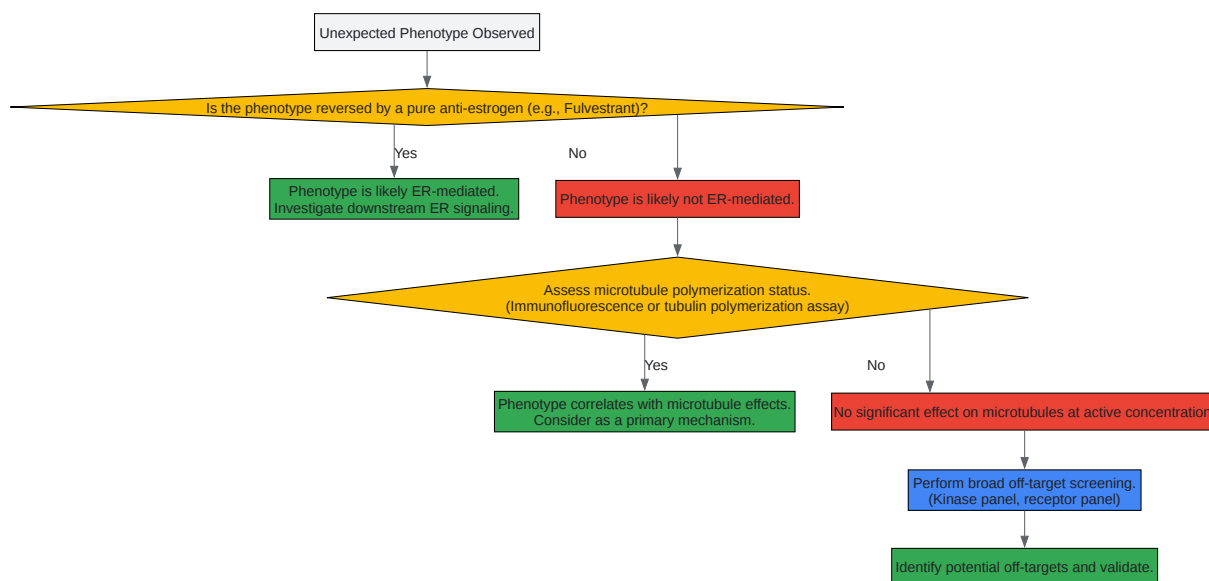 Unexpected Phenotype Observed
Is the phenotype reversed by a pure anti-estrogen (e.g., Fulvestrant)?
Yes
No
Phenotype is likely ER-mediated.
Investigate downstream ER signaling.
Phenotype is likely not ER-mediated.
Assess microtubule polymerization status.
(Immunofluorescence or tubulin polymerization assay)
Yes
No
Phenotype correlates with microtubule effects.
Consider as a primary mechanism.
No significant effect on microtubules at active concentration
Perform broad off-target screening.
(Kinase panel, receptor panel)
Identify potential off-targets and validate.